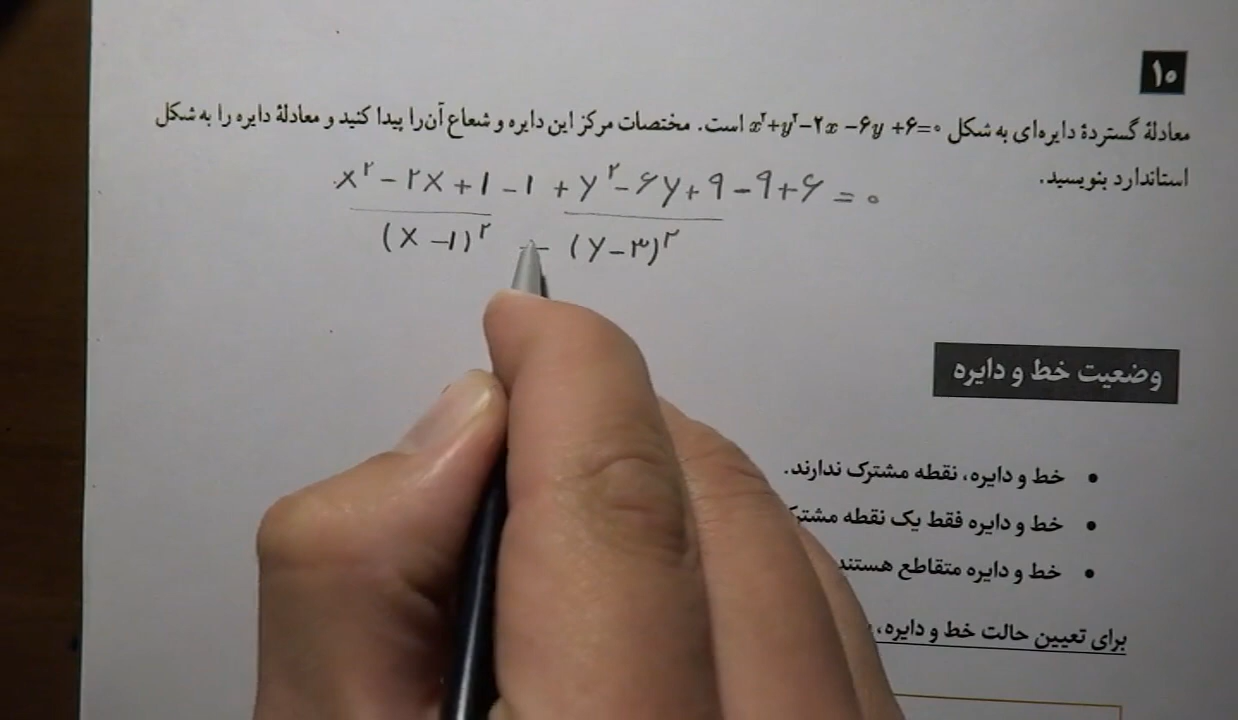 ۱۰
معادلهٔ گستردهٔ دایره‌ای به شکل x²+y²-۲x-۶y+۶=۰ است. مختصات مرکز این دایره و شعاع آن را پیدا کنید و معادلهٔ دایره را به شکل
استاندارد بنویسید.
x² - ۲x + ۱ - ۱ + y² - ۶y + ۹ - ۹ + ۶ = ۰
(x - ۱)² + (y - ۳)²
وضعیت خط و دایره
• خط و دایره، نقطه مشترک ندارند.
• خط و دایره فقط یک نقطه مشترک
• خط و دایره متقاطع هستند
برای تعیین حالت خط و دایره،